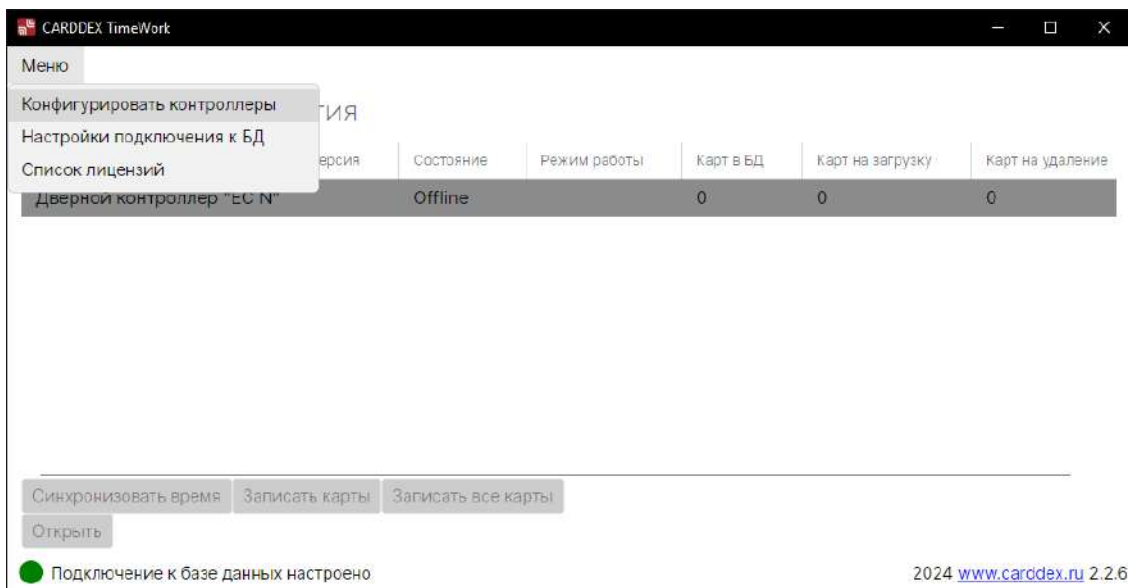 CARDDEX TimeWork
Меню
Конфигурировать контроллеры
Настройки подключения к БД
Список лицензий
Состояние Режим работы Карт в БД Карт на загрузку Карт на удаление
Дверной контроллер "EC N" Offline 0 0 0
Синхронизовать время Записать карты Записать все карты
Открыть
Подключение к базе данных настроено 2024 www.carddex.ru 2.2.6